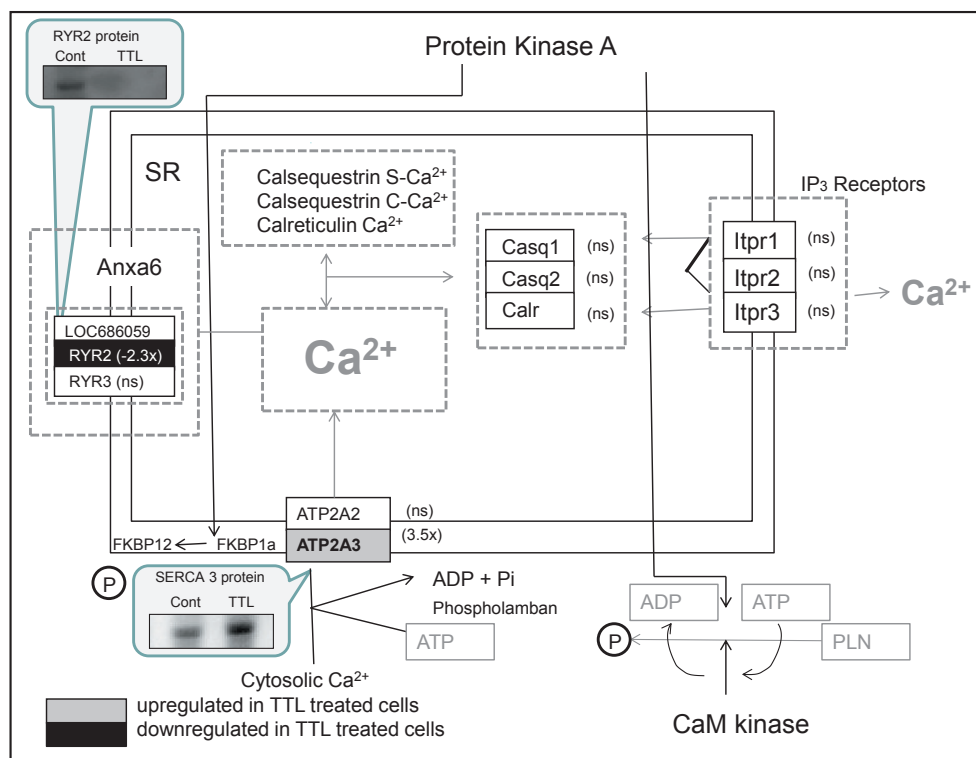 RYR2 protein
Cont TTL
Protein Kinase A
SR
Calsequestrin S-Ca²⁺
Calsequestrin C-Ca²⁺
Calreticulin Ca²⁺
IP₃ Receptors
Casq1 (ns)
Casq2 (ns)
Calr (ns)
Itpr1 (ns)
Itpr2 (ns)
Itpr3 (ns)
Ca²⁺
Anxa6
LOC686059
RYR2 (-2.3x)
RYR3 (ns)
Ca²⁺
ATP2A2 (ns)
ATP2A3 (3.5x)
FKBP12 FKBP1a
P
SERCA 3 protein
Cont TTL
ADP + Pi
Phospholamban
ATP
Cytosolic Ca²⁺
ADP ATP
P PLN
CaM kinase
upregulated in TTL treated cells
downregulated in TTL treated cells